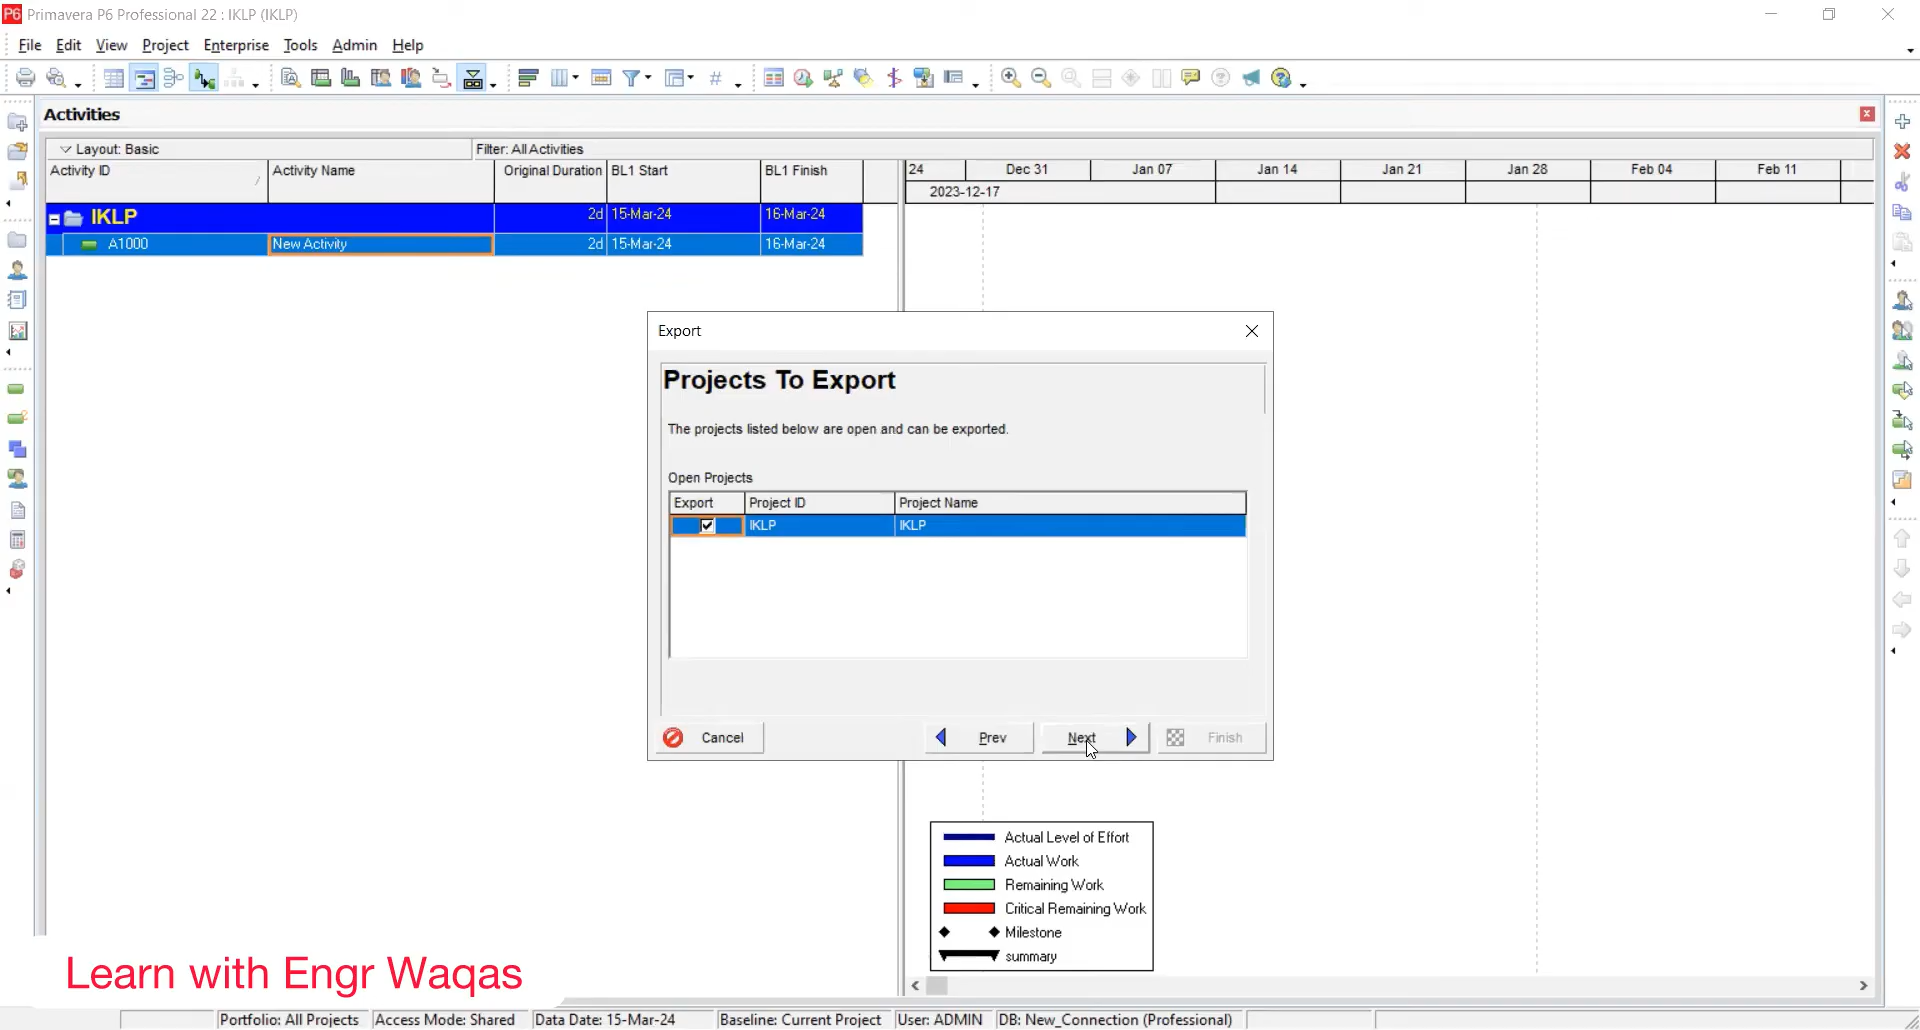 P6 Primavera P6 Professional 22 : IKLP (IKLP)
File Edit View Project Enterprise Tools Admin Help
Activities
Layout: Basic Filter: All Activities
Activity ID Activity Name Original Duration BL1 Start BL1 Finish 24 Dec 31 Jan 07 Jan 14 Jan 21 Jan 28 Feb 04 Feb 11
2023-12-17
IKLP 2d 15-Mar-24 16-Mar-24
A1000 New Activity 2d 15-Mar-24 16-Mar-24
Export
Projects To Export
The projects listed below are open and can be exported.
Open Projects
Export Project ID Project Name
IKLP IKLP
Cancel Prev Next Finish
Actual Level of Effort
Actual Work
Remaining Work
Critical Remaining Work
Milestone
summary
Learn with Engr Waqas
Portfolio: All Projects Access Mode: Shared Data Date: 15-Mar-24 Baseline: Current Project User: ADMIN DB: New_Connection (Professional)